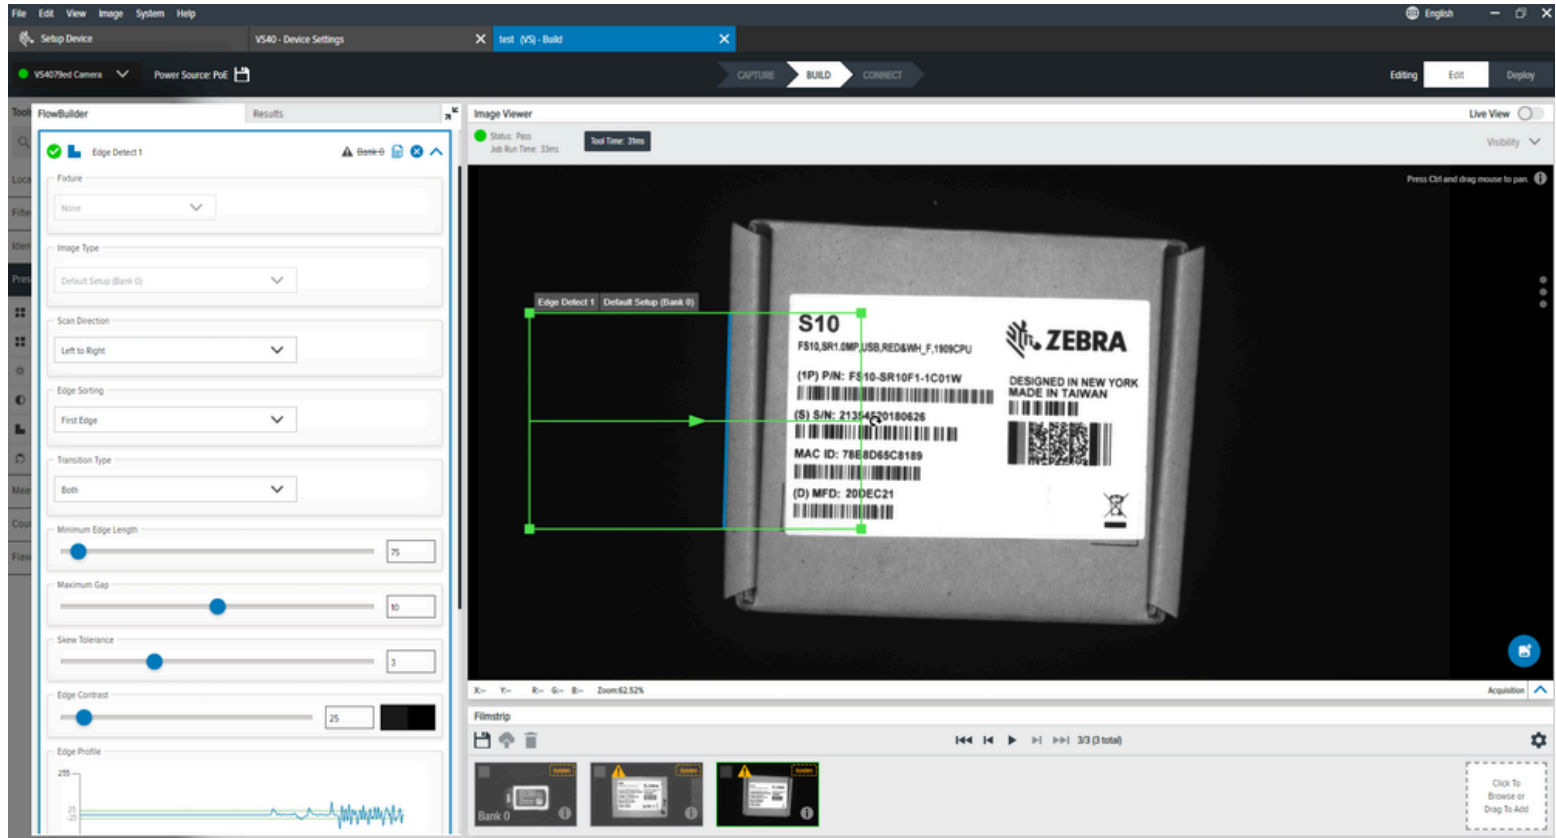 File Edit View Image System Help
English
Setup Device
VS40 - Device Settings
test (VS) - Build
VS4079ed Camera
Power Source: PoE
CAPTURE BUILD CONNECT
Editing Edit Deploy
FlowBuilder Results
Edge Detect 1
Bank 0
Fixture
None
Image Type
Default Setup (Bank 0)
Scan Direction
Left to Right
Edge Sorting
First Edge
Transition Type
Both
Minimum Edge Length
75
Maximum Gap
10
Skew Tolerance
3
Edge Contrast
25
Edge Profile
255
25
-25
Image Viewer
Live View
Status: Pass
Job Run Time: 33ms
Tool Time: 31ms
Visibility
Press Ctrl and drag mouse to pan.
Edge Detect 1 Default Setup (Bank 0)
S10
FS10,SR1.0MP,USB,RED&WH_F,1909CPU
(1P) P/N: FS10-SR10F1-1C01W
(S) S/N: 21354520180626
MAC ID: 78B8D65C8189
(D) MFD: 20DEC21
ZEBRA
DESIGNED IN NEW YORK
MADE IN TAIWAN
X:-- Y:-- R:-- G:-- B:-- Zoom:62.52%
Acquisition
Filmstrip
3/3 (3 total)
Bank 0
Click To
Browse or
Drag To Add